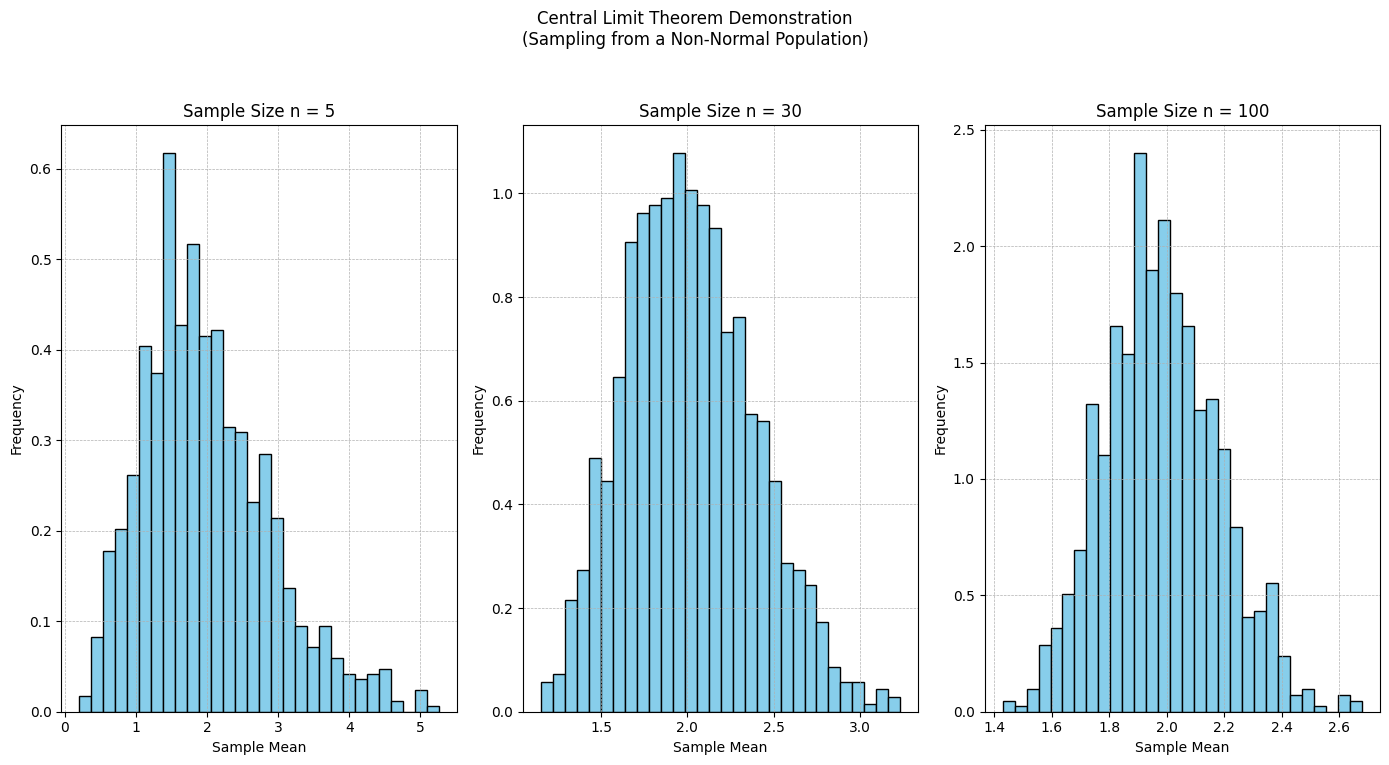 Central Limit Theorem Demonstration
(Sampling from a Non-Normal Population)
Sample Size n = 5
Frequency
0.6
0.5
0.4
0.3
0.2
0.1
0.0
0 1 2 3 4 5
Sample Mean
Sample Size n = 30
Frequency
1.0
0.8
0.6
0.4
0.2
0.0
1.5 2.0 2.5 3.0
Sample Mean
Sample Size n = 100
Frequency
2.5
2.0
1.5
1.0
0.5
0.0
1.4 1.6 1.8 2.0 2.2 2.4 2.6
Sample Mean